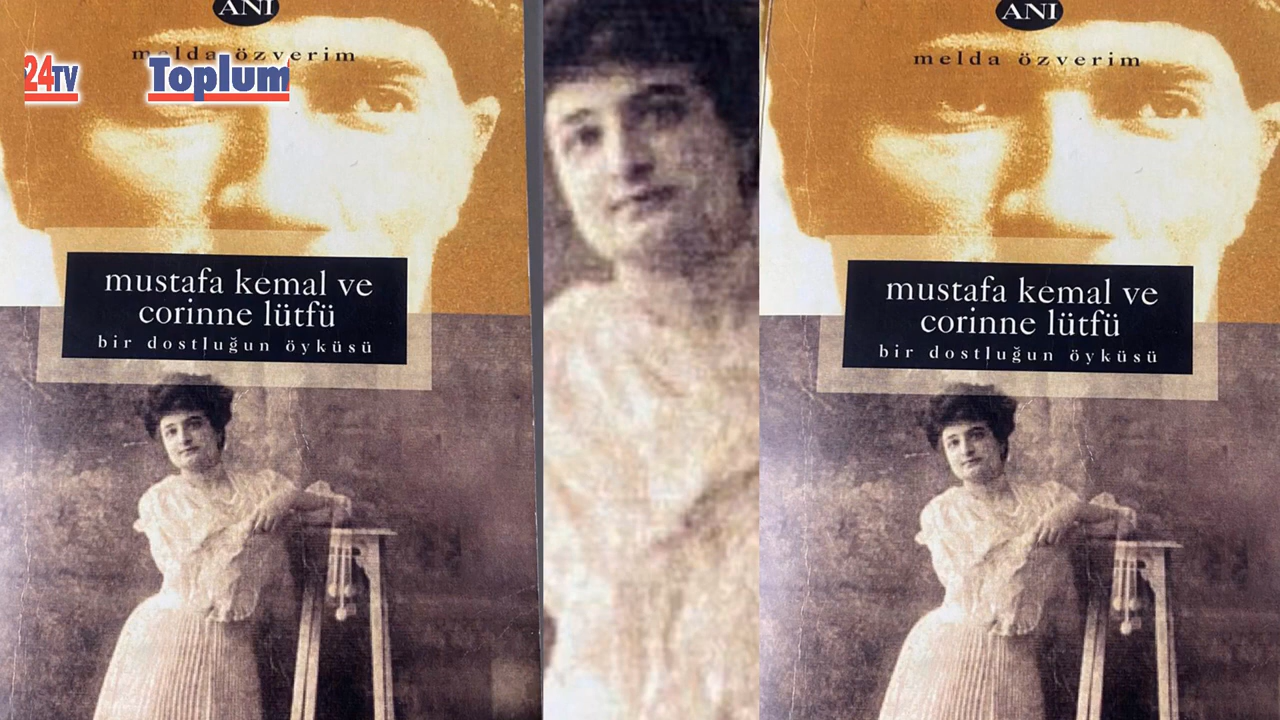 ANI
melda özverim
24TV
Toplum
mustafa kemal ve
corinne lütfü
bir dostluğun öyküsü
ANI
melda özverim
mustafa kemal ve
corinne lütfü
bir dostluğun öyküsü